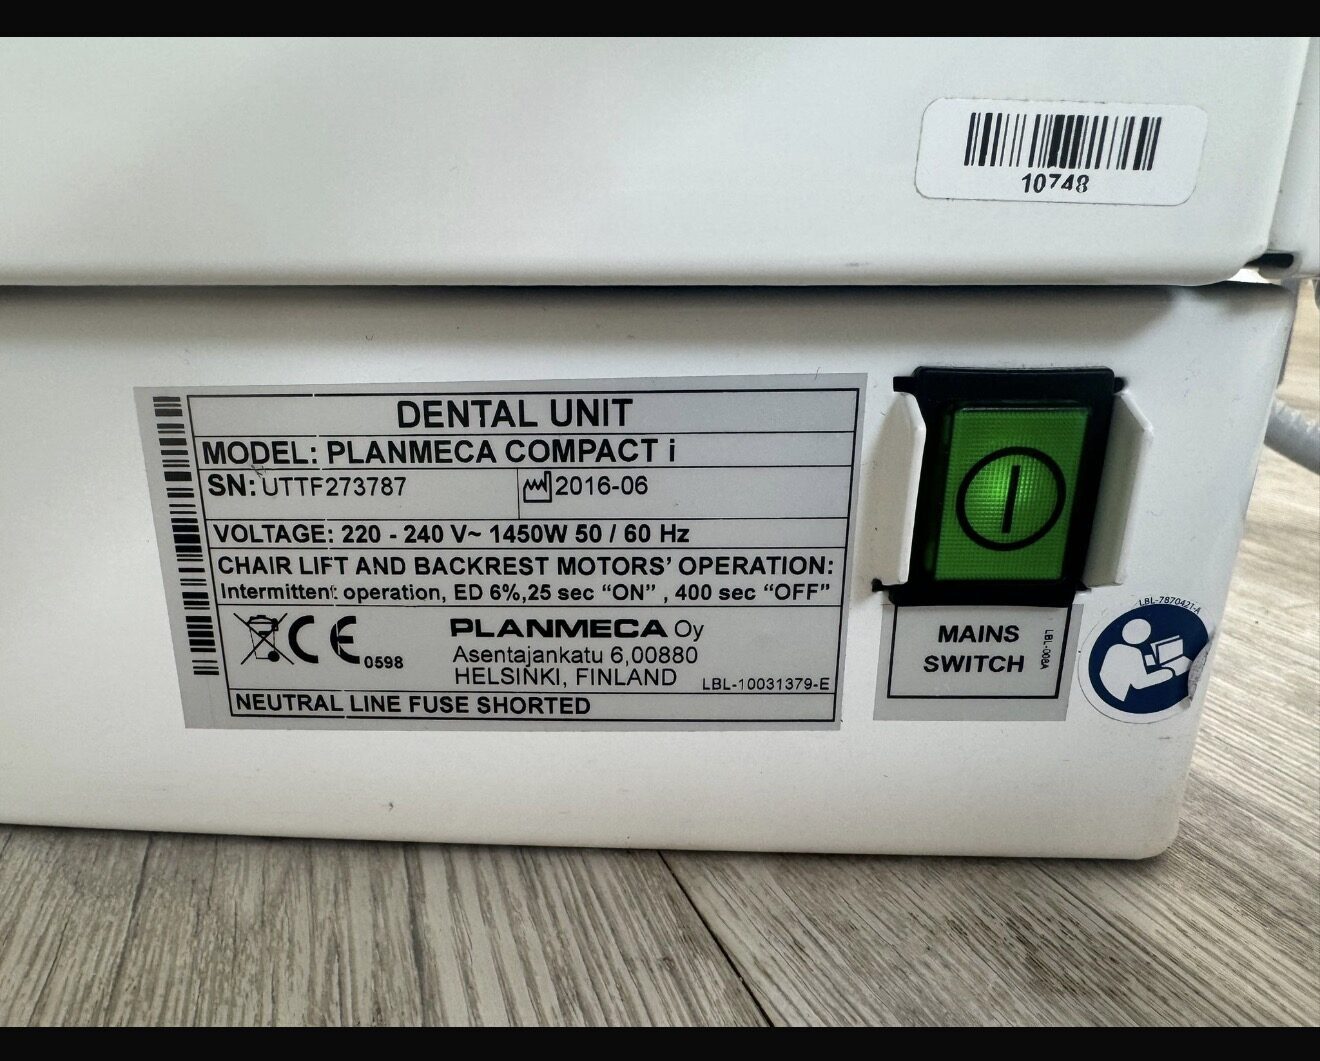 10748
DENTAL UNIT
MODEL: PLANMECA COMPACT i
SN: UTTF273787 2016-06
VOLTAGE: 220 - 240 V~ 1450W 50 / 60 Hz
CHAIR LIFT AND BACKREST MOTORS' OPERATION:
Intermittent operation, ED 6%,25 sec “ON” , 400 sec “OFF”
CE 0598
PLANMECA Oy
Asentajankatu 6,00880
HELSINKI, FINLAND
LBL-10031379-E
NEUTRAL LINE FUSE SHORTED
MAINS
SWITCH
LBL-008A
LBL-7870421-A